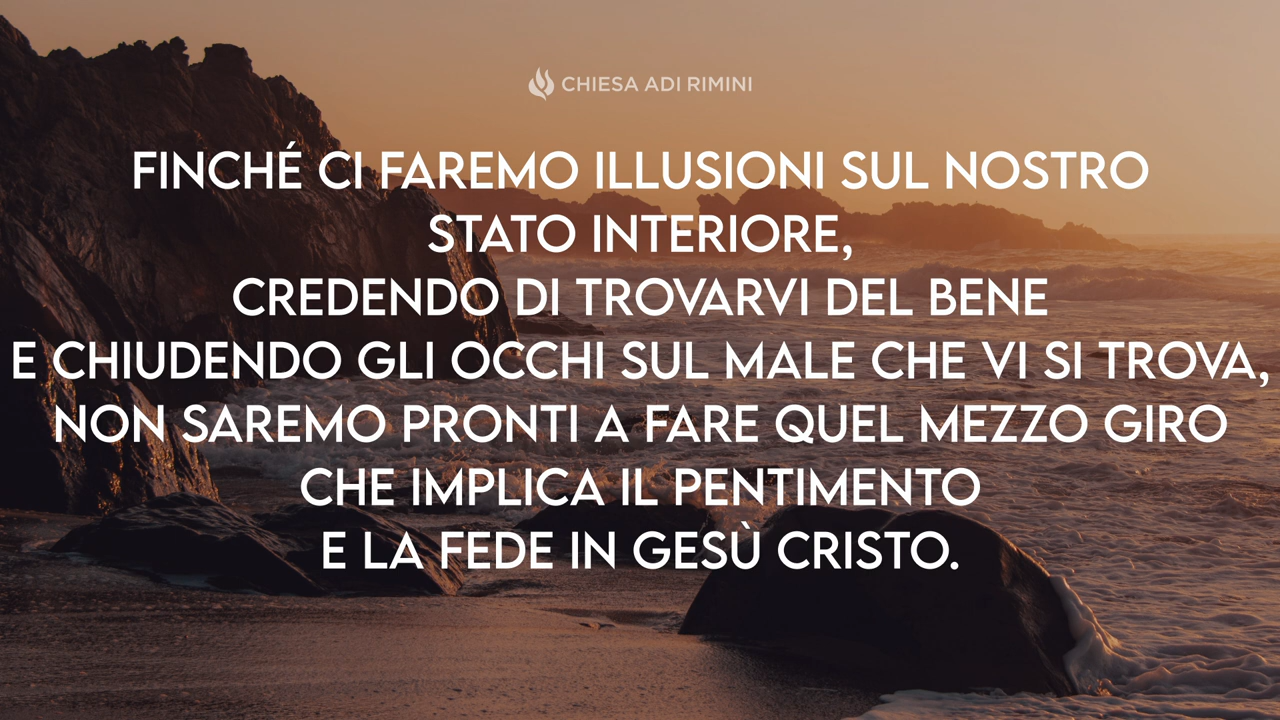 CHIESA ADI RIMINI
FINCHÉ CI FAREMO ILLUSIONI SUL NOSTRO
STATO INTERIORE,
CREDENDO DI TROVARVI DEL BENE
E CHIUDENDO GLI OCCHI SUL MALE CHE VI SI TROVA,
NON SAREMO PRONTI A FARE QUEL MEZZO GIRO
CHE IMPLICA IL PENTIMENTO
E LA FEDE IN GESÙ CRISTO.